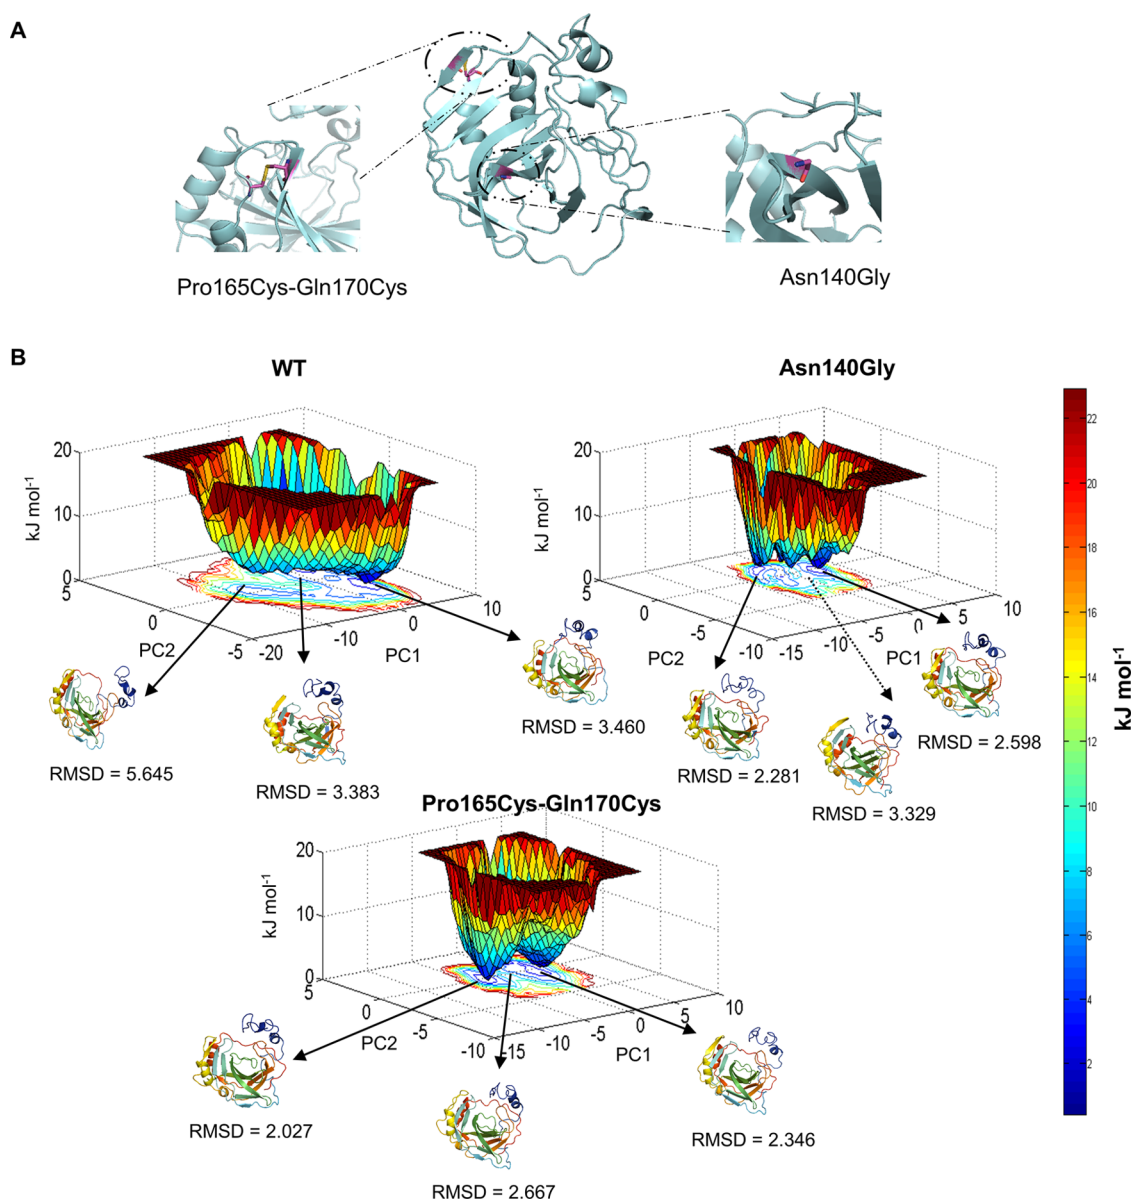 A
Pro165Cys-Gln170Cys
Asn140Gly
B
WT
Asn140Gly
20
10
0
kJ mol-1
5
0
-5
PC2
-20
-10
0
10
PC1
RMSD = 5.645
RMSD = 3.383
RMSD = 3.460
20
10
0
kJ mol-1
5
0
-5
-10
PC2
-15
-10
-5
0
5
10
PC1
RMSD = 2.281
RMSD = 3.329
RMSD = 2.598
22
20
18
16
14
12
10
8
6
4
2
kJ mol-1
Pro165Cys-Gln170Cys
20
10
0
kJ mol-1
5
0
-5
-10
PC2
-15
-10
-5
0
5
10
PC1
RMSD = 2.027
RMSD = 2.667
RMSD = 2.346